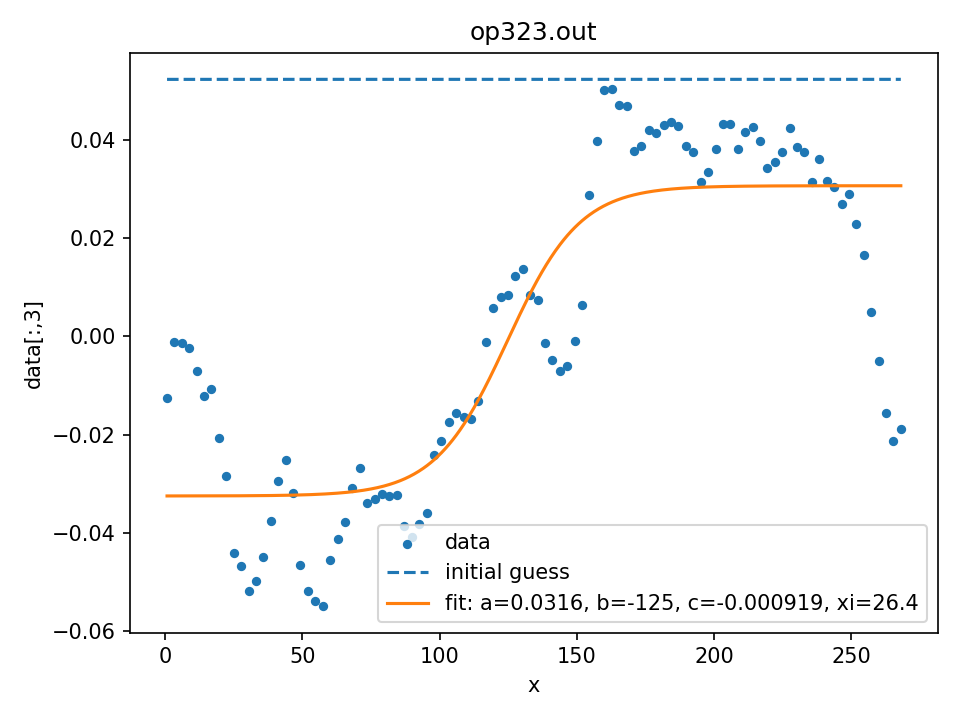 op323.out
data[:,3]
0.04
0.02
0.00
−0.02
−0.04
−0.06
data
initial guess
fit: a=0.0316, b=-125, c=-0.000919, xi=26.4
0 50 100 150 200 250
x